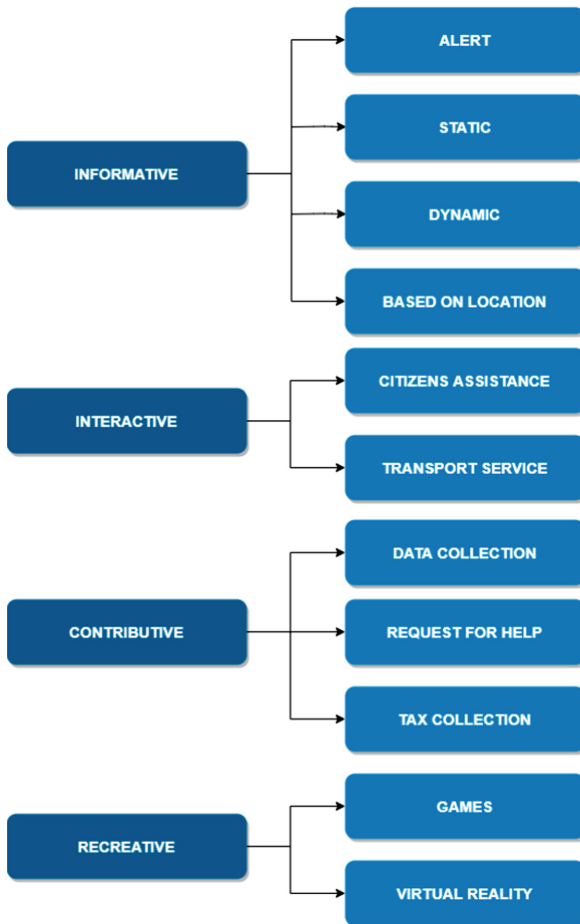 INFORMATIVE
ALERT
STATIC
DYNAMIC
BASED ON LOCATION
INTERACTIVE
CITIZENS ASSISTANCE
TRANSPORT SERVICE
CONTRIBUTIVE
DATA COLLECTION
REQUEST FOR HELP
TAX COLLECTION
RECREATIVE
GAMES
VIRTUAL REALITY